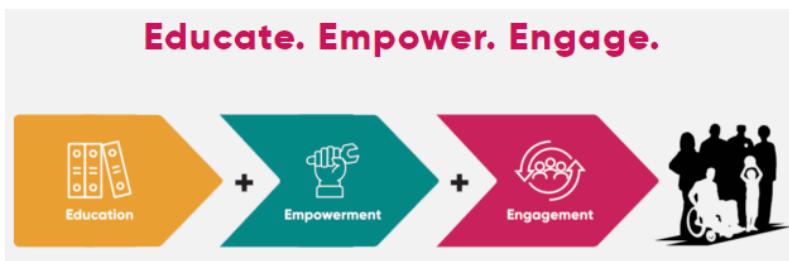 Educate. Empower. Engage.
Education + Empowerment + Engagement